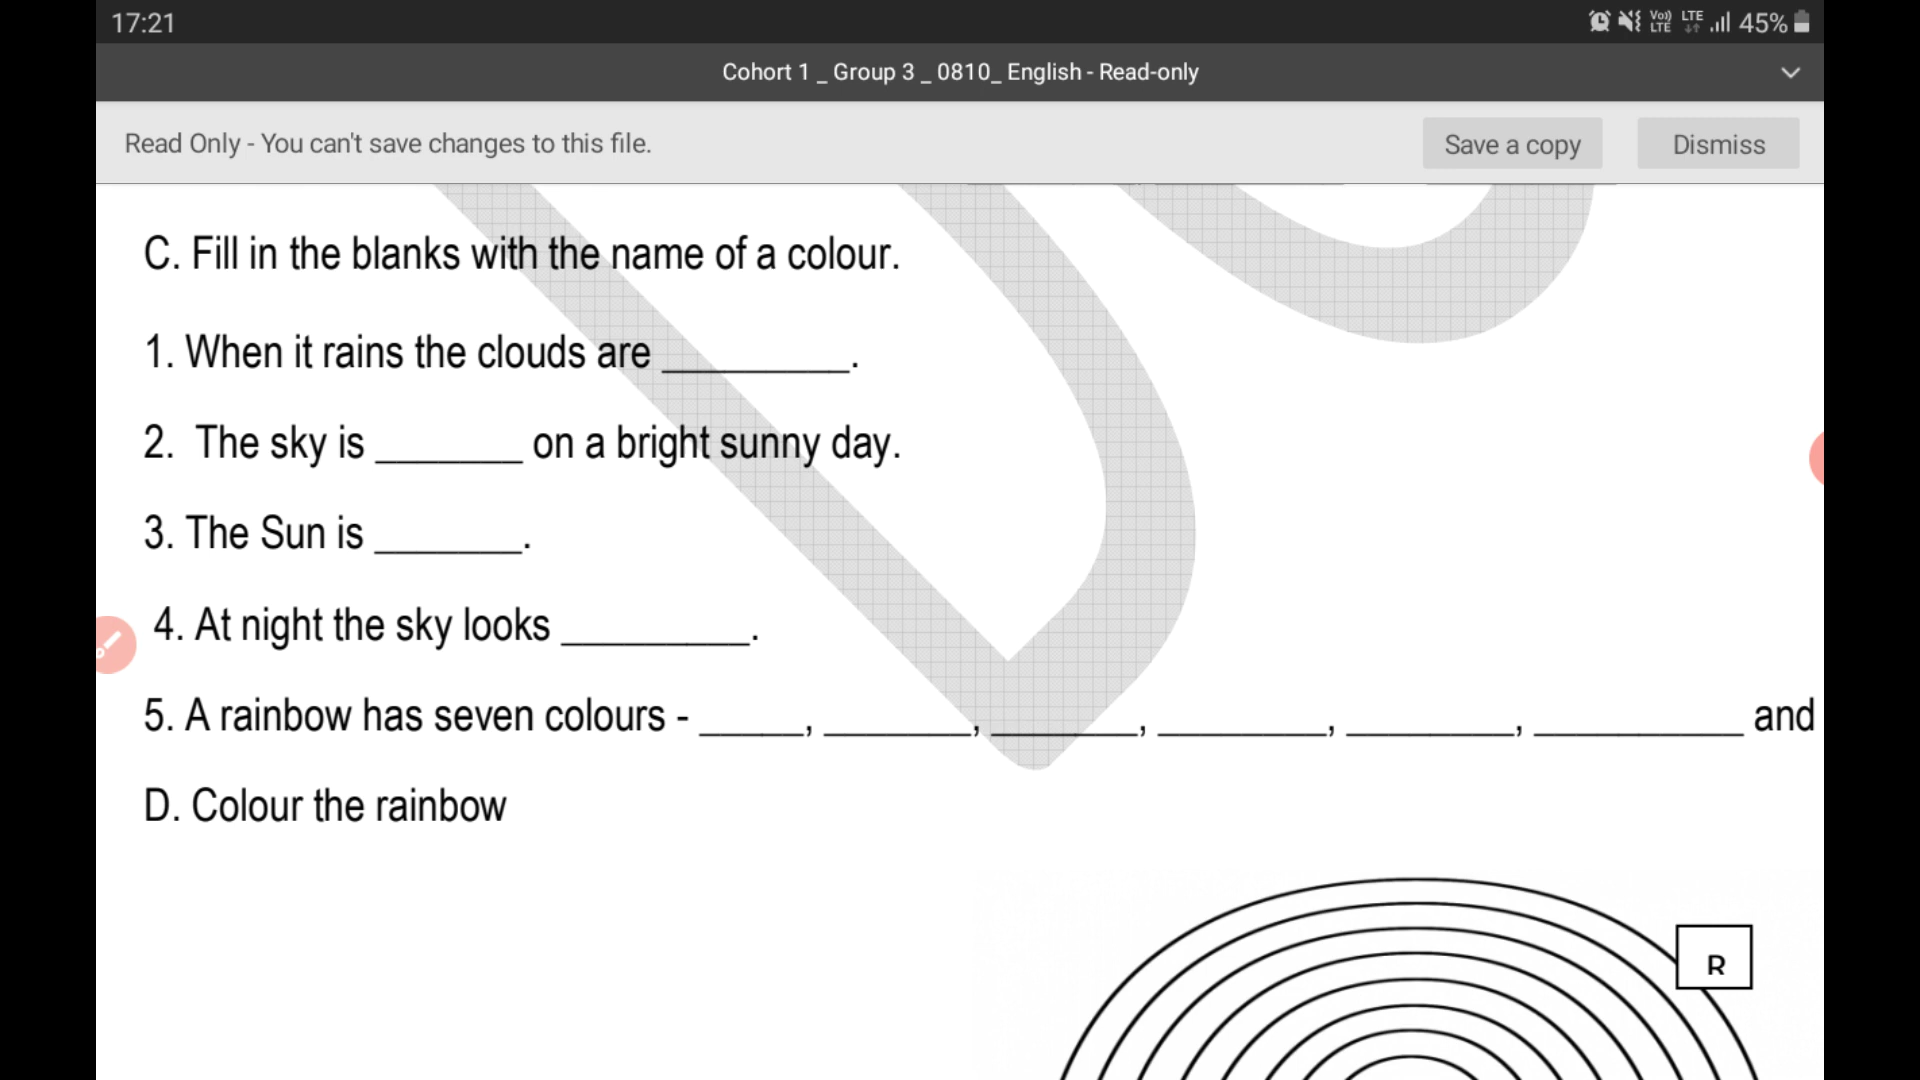 17:21
Vo)) LTE LTE 45%
Cohort 1 _ Group 3 _ 0810_ English - Read-only
Read Only - You can't save changes to this file.
Save a copy
Dismiss
C. Fill in the blanks with the name of a colour.
1. When it rains the clouds are _________.
2. The sky is _______ on a bright sunny day.
3. The Sun is _______.
4. At night the sky looks _________.
5. A rainbow has seven colours - _____, _______, _______, ________, ________, __________ and
D. Colour the rainbow
R